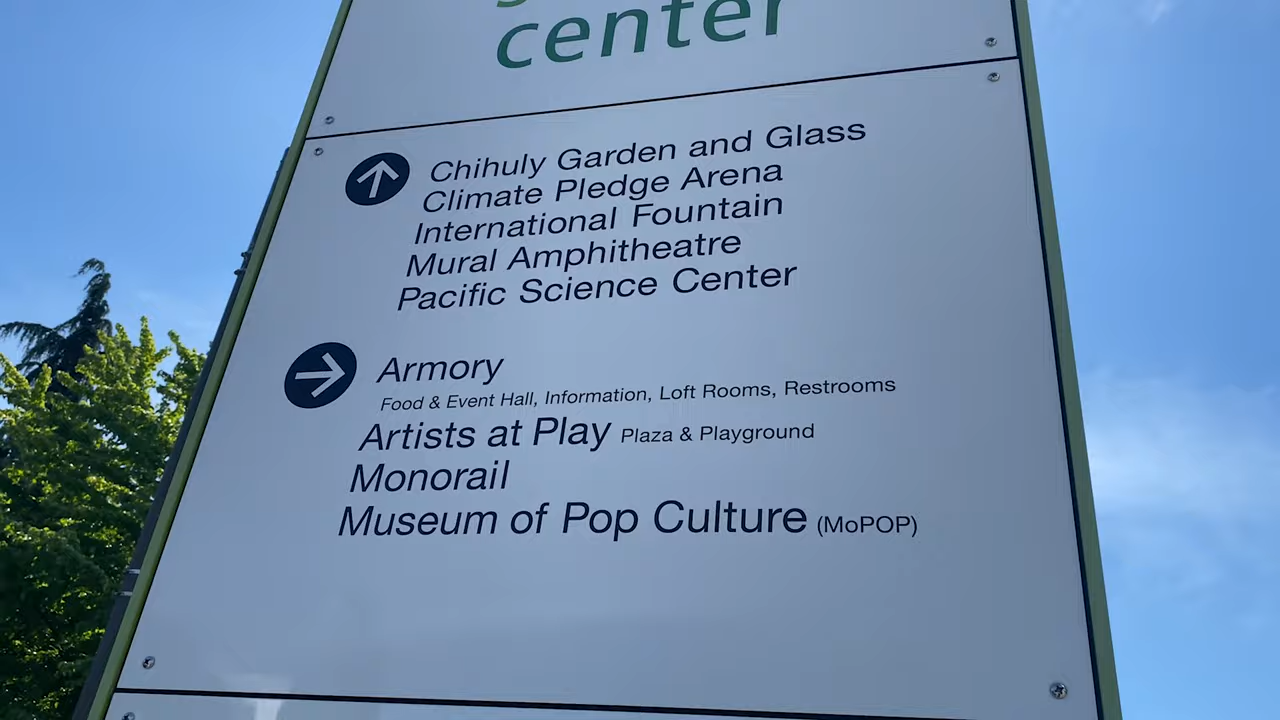 center
Chihuly Garden and Glass
Climate Pledge Arena
International Fountain
Mural Amphitheatre
Pacific Science Center
Armory
Food & Event Hall, Information, Loft Rooms, Restrooms
Artists at Play Plaza & Playground
Monorail
Museum of Pop Culture (MoPOP)